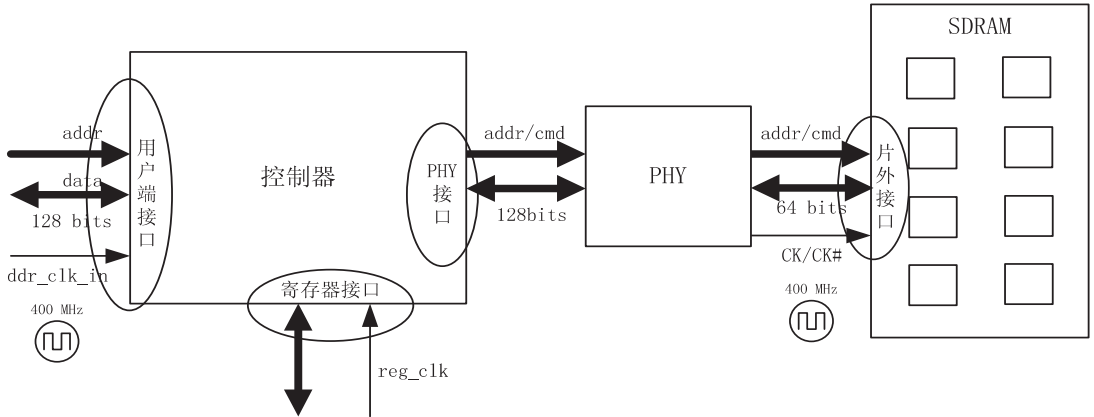 SDRAM
addr
data
128 bits
ddr_clk_in
400 MHz
用户端接口
控制器
PHY
接
口
addr/cmd
128bits
PHY
addr/cmd
64 bits
CK/CK#
400 MHz
片外接口
寄存器接口
reg_clk